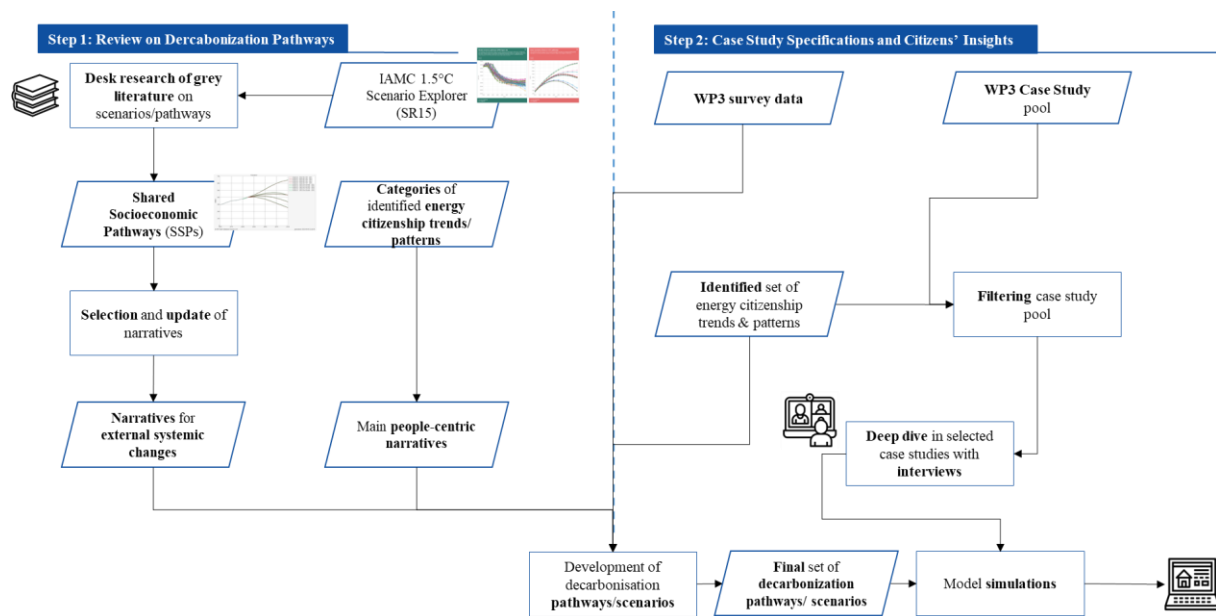 Step 1: Review on Dercabonization Pathways
Desk research of grey
literature on
scenarios/pathways
IAMC 1.5°C
Scenario Explorer
(SR15)
Shared
Socioeconomic
Pathways (SSPs)
Categories of
identified energy
citizenship trends/
patterns
Selection and update of
narratives
Narratives for
external systemic
changes
Main people-centric
narratives
Step 2: Case Study Specifications and Citizens' Insights
WP3 survey data
WP3 Case Study
pool
Identified set of
energy citizenship
trends & patterns
Filtering case study
pool
Deep dive in selected
case studies with
interviews
Development of
decarbonisation
pathways/scenarios
Final set of
decarbonization
pathways/ scenarios
Model simulations